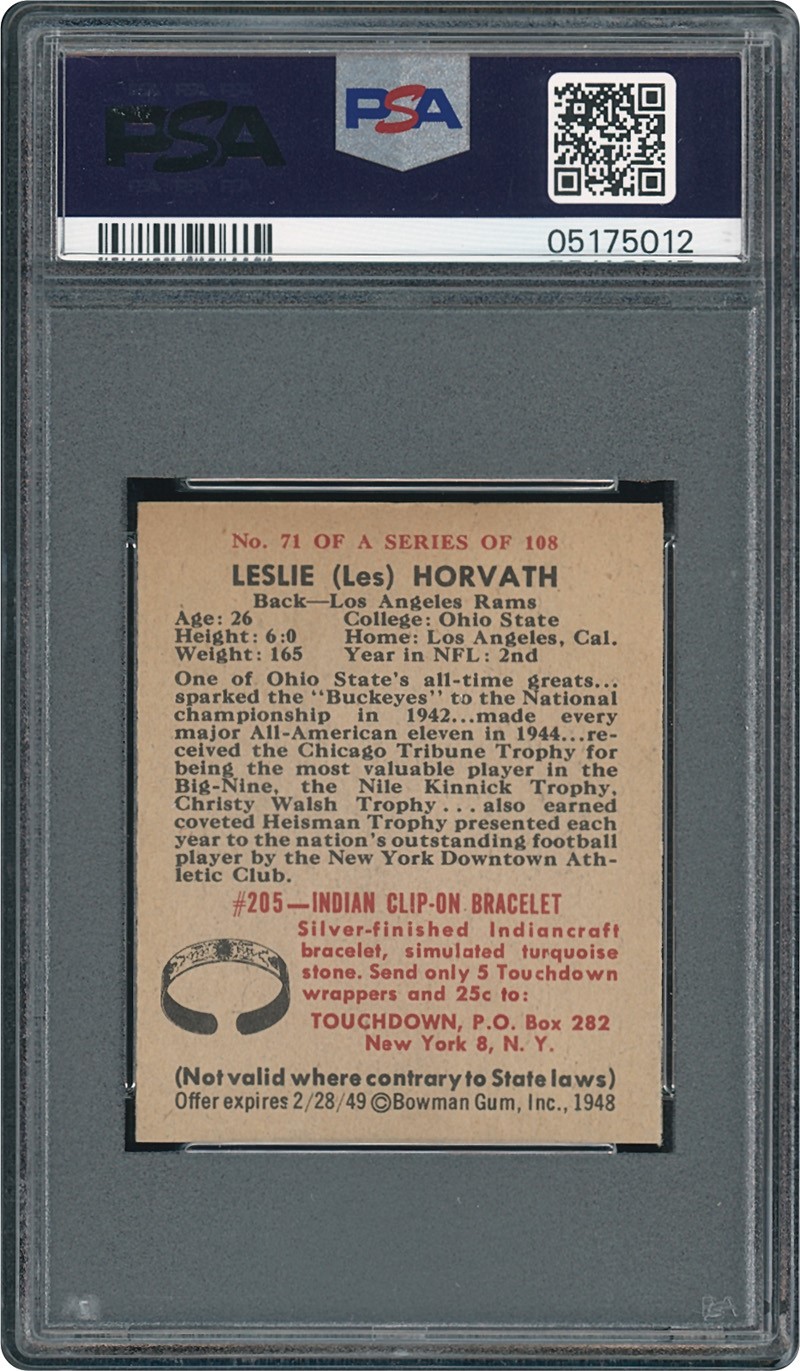 PSA PSA PSA
PSA
PSA
PSA PSA PSA
05175012
No. 71 OF A SERIES OF 108
LESLIE (Les) HORVATH
Back—Los Angeles Rams
Age: 26 College: Ohio State
Height: 6:0 Home: Los Angeles, Cal.
Weight: 165 Year in NFL: 2nd
One of Ohio State's all-time greats...
sparked the "Buckeyes" to the National
championship in 1942...made every
major All-American eleven in 1944...re-
ceived the Chicago Tribune Trophy for
being the most valuable player in the
Big-Nine, the Nile Kinnick Trophy,
Christy Walsh Trophy... also earned
coveted Heisman Trophy presented each
year to the nation's outstanding football
player by the New York Downtown Ath-
letic Club.
#205—INDIAN CLIP-ON BRACELET
Silver-finished Indiancraft
bracelet, simulated turquoise
stone. Send only 5 Touchdown
wrappers and 25c to:
TOUCHDOWN, P.O. Box 282
New York 8, N. Y.
(Not valid where contrary to State laws)
Offer expires 2/28/49 ©Bowman Gum, Inc., 1948
PSA